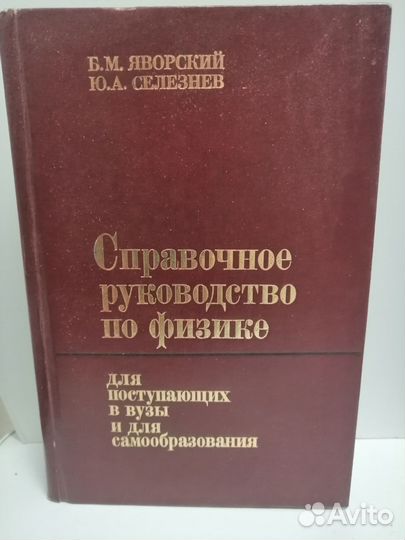 Б.М. ЯВОРСКИЙ
Ю.А. СЕЛЕЗНЕВ
Справочное
руководство
по физике
для
поступающих
в вузы
и для
самообразования
Avito